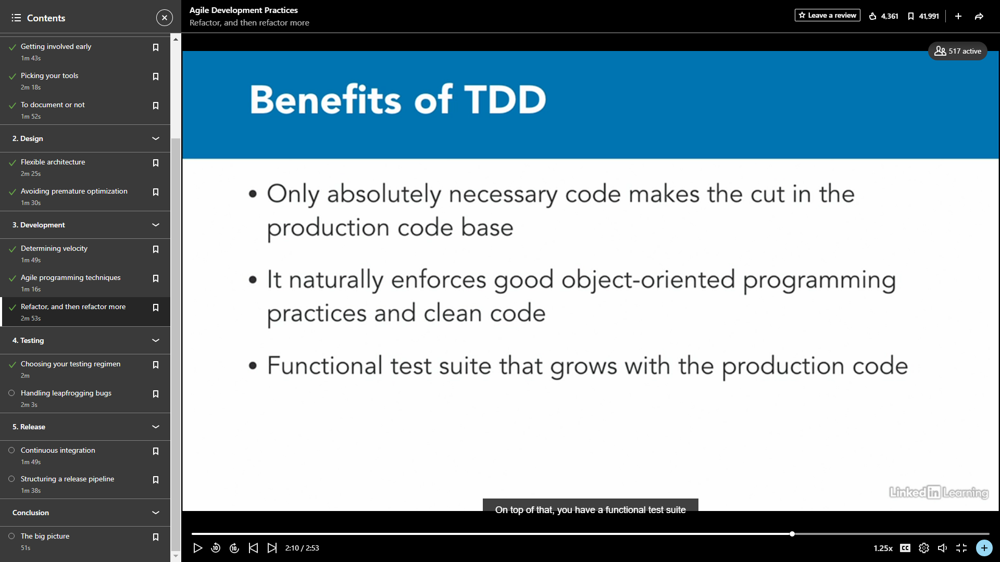 Contents
Getting involved early
1m 43s
Picking your tools
2m 18s
To document or not
1m 52s
2. Design
Flexible architecture
2m 25s
Avoiding premature optimization
1m 30s
3. Development
Determining velocity
1m 49s
Agile programming techniques
1m 16s
Refactor, and then refactor more
2m 53s
4. Testing
Choosing your testing regimen
2m
Handling leapfrogging bugs
2m 3s
5. Release
Continuous integration
1m 49s
Structuring a release pipeline
1m 38s
Conclusion
The big picture
51s
Agile Development Practices
Refactor, and then refactor more
Leave a review
4,361
41,991
517 active
Benefits of TDD
• Only absolutely necessary code makes the cut in the
production code base
• It naturally enforces good object-oriented programming
practices and clean code
• Functional test suite that grows with the production code
Linked in Learning
On top of that, you have a functional test suite
10
10
2:10 / 2:53
1.25x
CC